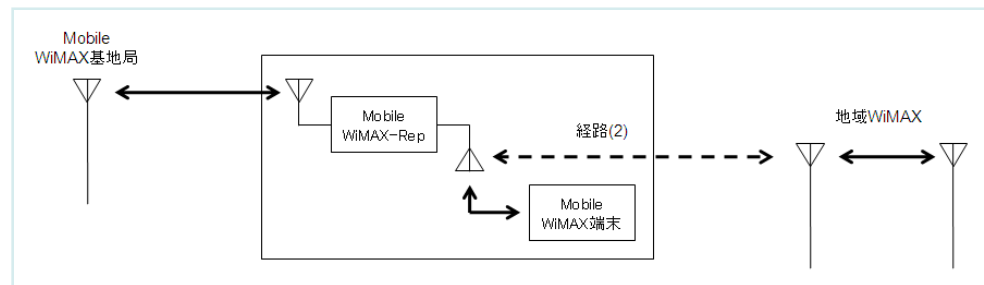 Mobile
WiMAX基地局
Mobile
WiMAX-Rep
経路(2)
地域WiMAX
Mobile
WiMAX端末